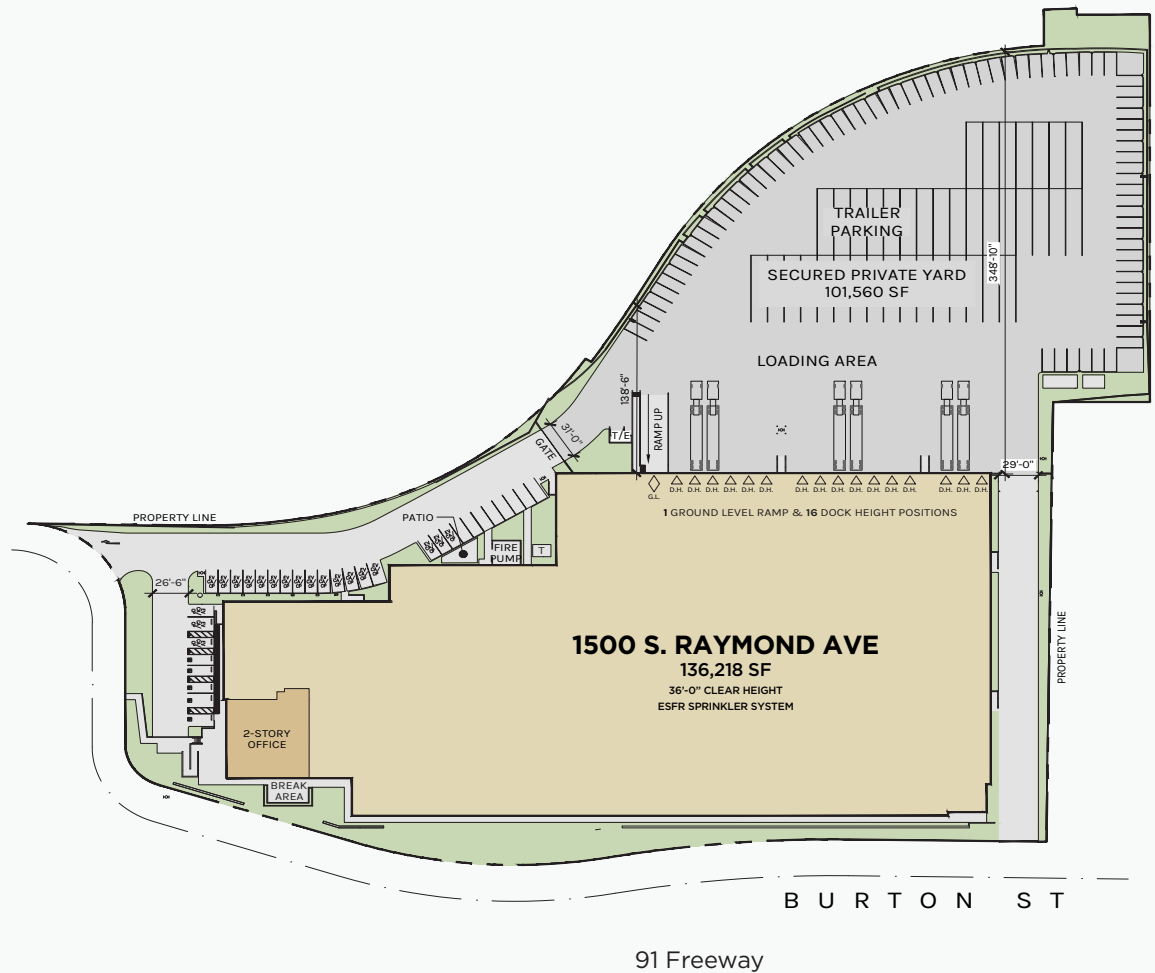 TRAILER
PARKING
348'-10"
SECURED PRIVATE YARD
101,560 SF
LOADING AREA
138'-6"
RAMP UP
T/E
31'-0"
GATE
29'-0"
G.L.
D.H. D.H. D.H. D.H. D.H. D.H. D.H. D.H. D.H. D.H. D.H. D.H. D.H. D.H. D.H. D.H.
1 GROUND LEVEL RAMP & 16 DOCK HEIGHT POSITIONS
PROPERTY LINE
PATIO
FIRE
PUMP
T
26'-6"
1500 S. RAYMOND AVE
136,218 SF
36'-0" CLEAR HEIGHT
ESFR SPRINKLER SYSTEM
PROPERTY LINE
2-STORY
OFFICE
BREAK
AREA
BURTON ST
91 Freeway